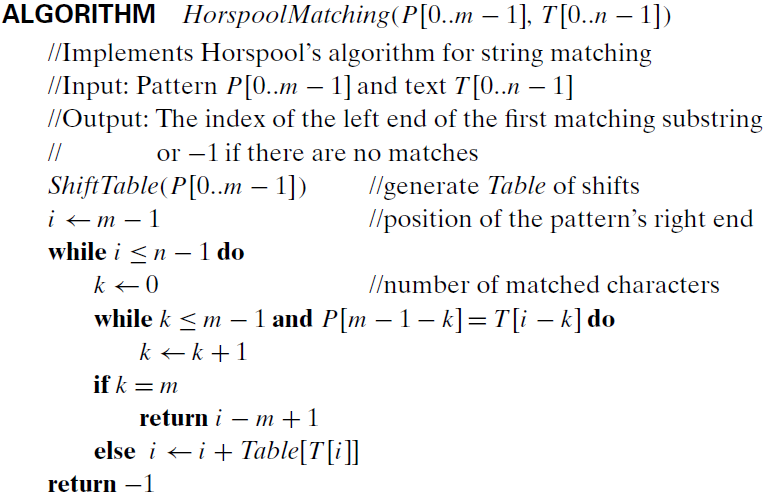 ALGORITHM HorspoolMatching(P[0..m − 1], T[0..n − 1])
//Implements Horspool's algorithm for string matching
//Input: Pattern P[0..m − 1] and text T[0..n − 1]
//Output: The index of the left end of the first matching substring
// or −1 if there are no matches
ShiftTable(P[0..m − 1]) //generate Table of shifts
i ← m − 1 //position of the pattern's right end
while i ≤ n − 1 do
k ← 0 //number of matched characters
while k ≤ m − 1 and P[m − 1 − k] = T[i − k] do
k ← k + 1
if k = m
return i − m + 1
else i ← i + Table[T[i]]
return −1